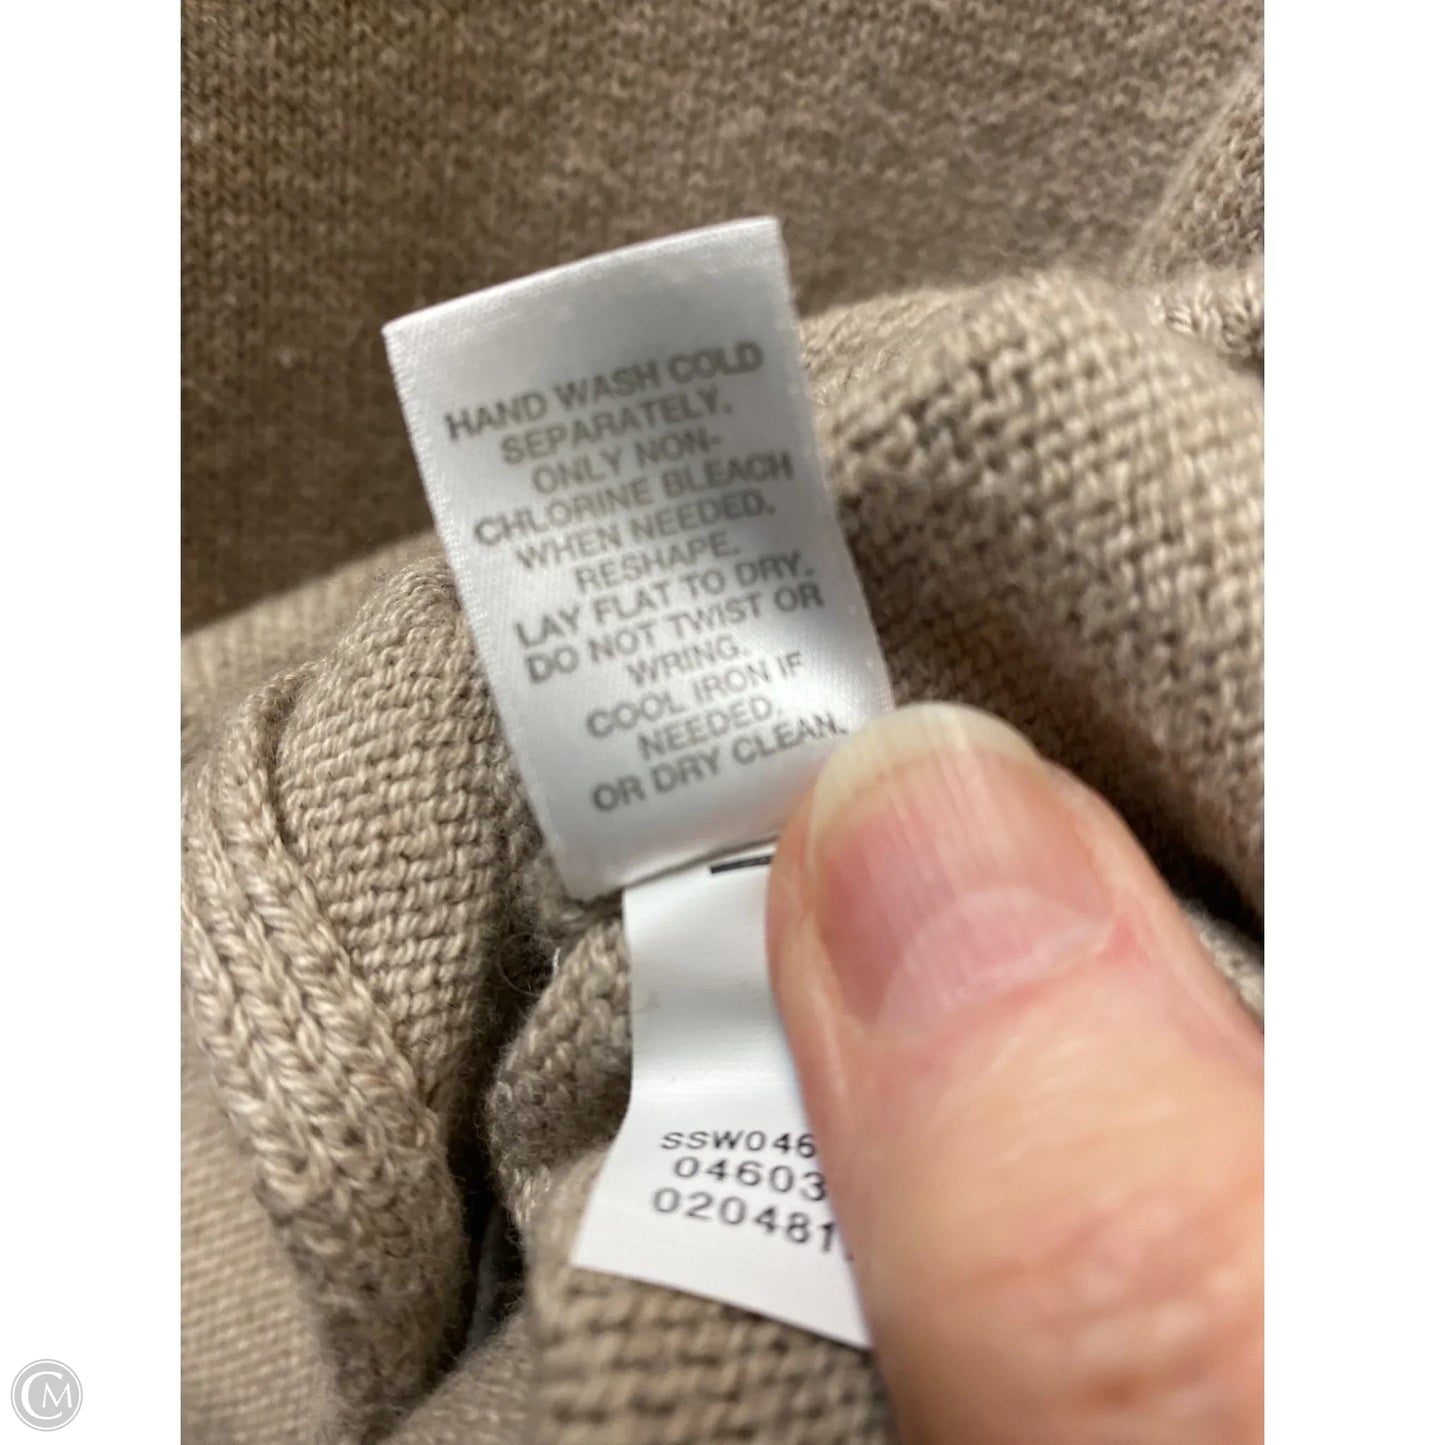 HAND WASH COLD
SEPARATELY.
ONLY NON-
CHLORINE BLEACH
WHEN NEEDED.
RESHAPE.
LAY FLAT TO DRY.
DO NOT TWIST OR
WRING.
COOL IRON IF
NEEDED.
OR DRY CLEAN.
SSW046
04603
020481
CM